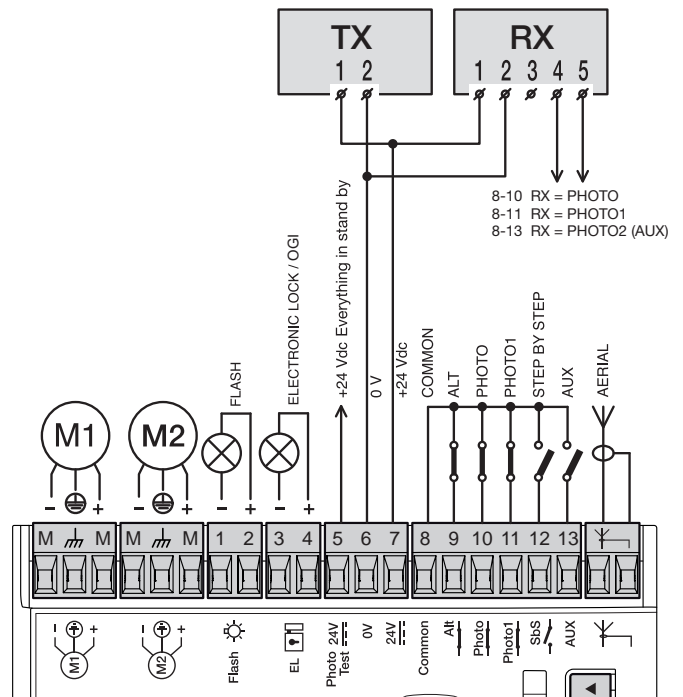 TX
RX
1 2
1 2 3 4 5
8-10 RX = PHOTO
8-11 RX = PHOTO1
8-13 RX = PHOTO2 (AUX)
FLASH
ELECTRONIC LOCK / OGI
+24 Vdc Everything in stand by
0 V
+24 Vdc
COMMON
ALT
PHOTO
PHOTO1
STEP BY STEP
AUX
AERIAL
M1
M2
- +
- +
- +
- +
M M M M 1 2 3 4 5 6 7 8 9 10 11 12 13
- +
M1
- +
M2
Flash
EL
Photo 24V
Test
0V
24V
Common
Alt
Photo
Photo1
SbS
AUX